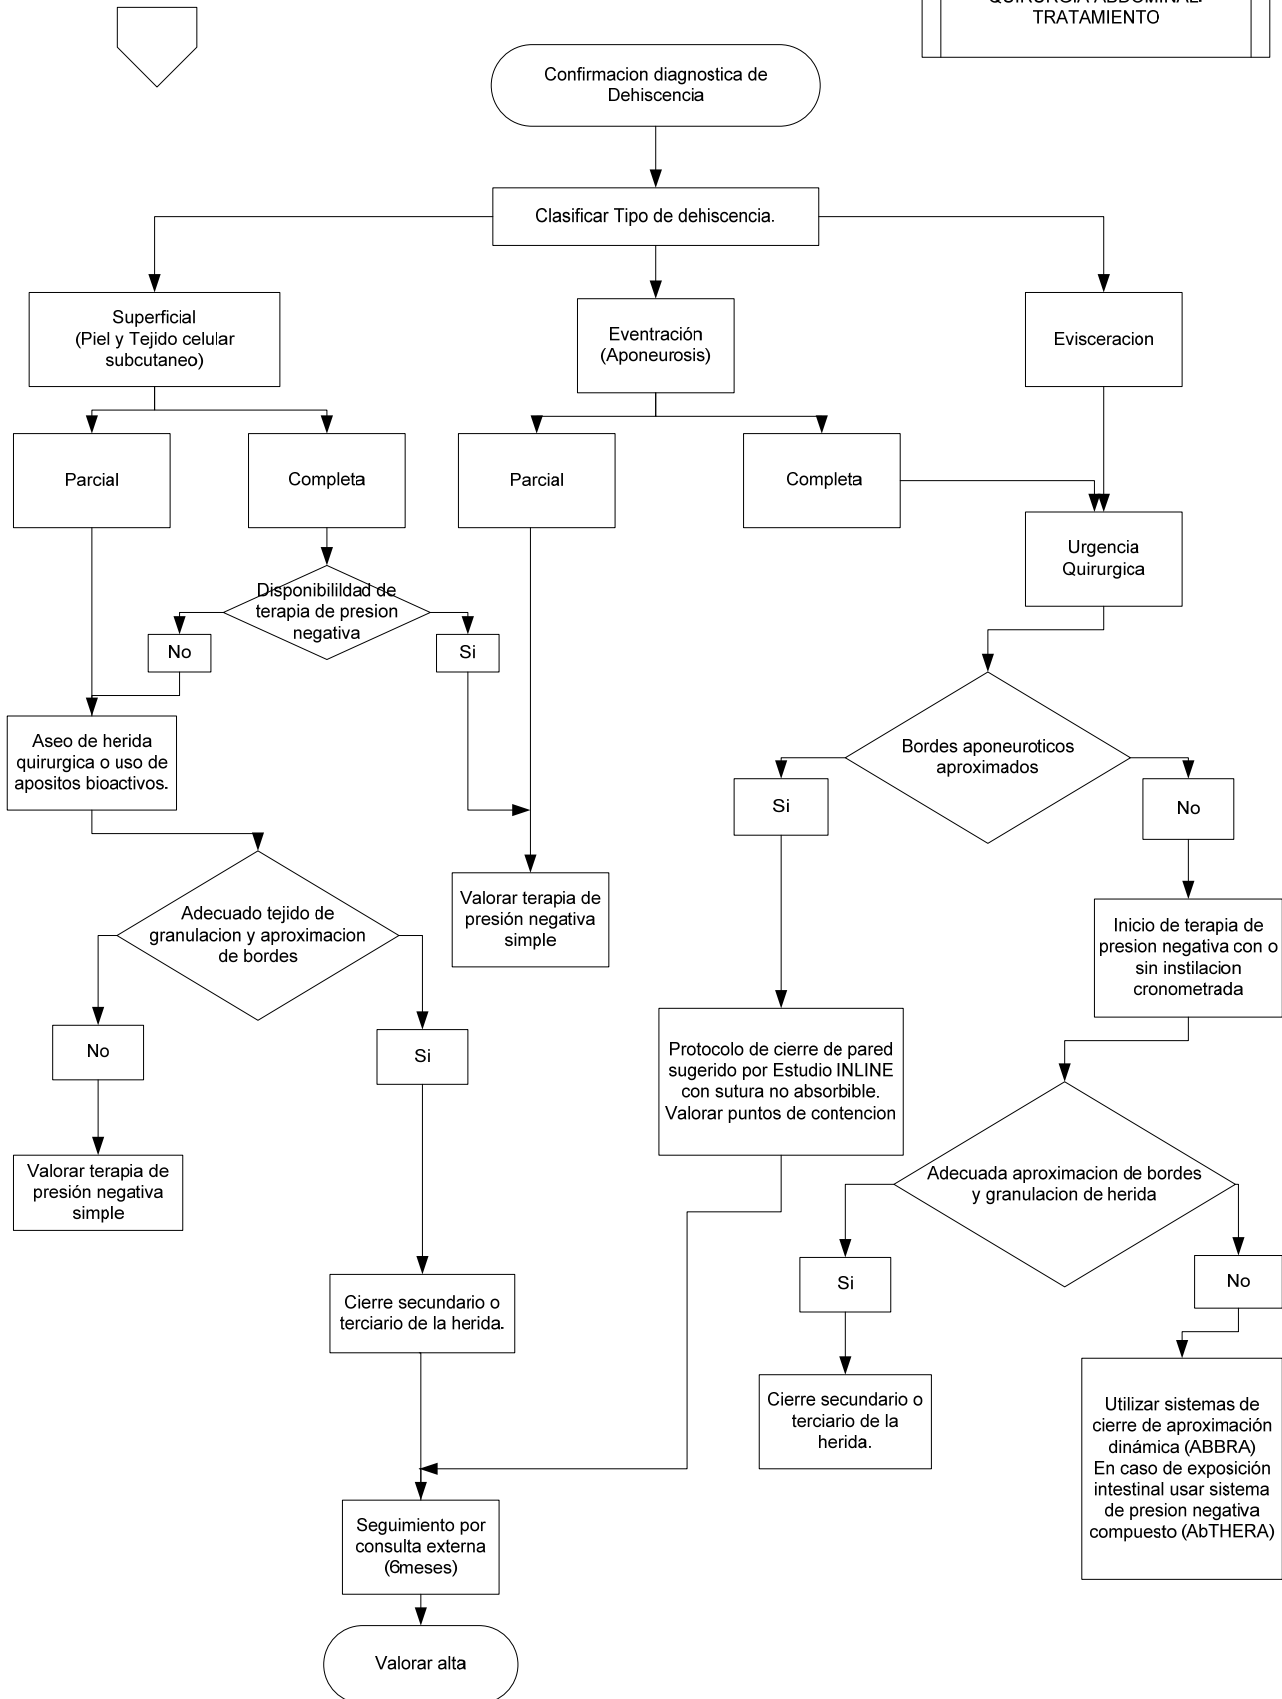 QUIRURGIA ABDOMINAL.
TRATAMIENTO
Confirmacion diagnostica de
Dehiscencia
Clasificar Tipo de dehiscencia.
Superficial
(Piel y Tejido celular
subcutaneo)
Eventración
(Aponeurosis)
Evisceracion
Parcial
Completa
Parcial
Completa
Urgencia
Quirurgica
Disponibilildad de
terapia de presion
negativa
No
Si
Aseo de herida
quirurgica o uso de
apositos bioactivos.
Bordes aponeuroticos
aproximados
Si
No
Valorar terapia de
presión negativa
simple
Adecuado tejido de
granulacion y aproximacion
de bordes
Inicio de terapia de
presion negativa con o
sin instilacion
cronometrada
No
Si
Protocolo de cierre de pared
sugerido por Estudio INLINE
con sutura no absorbible.
Valorar puntos de contencion
Valorar terapia de
presión negativa
simple
Adecuada aproximacion de bordes
y granulacion de herida
Si
No
Cierre secundario o
terciario de la herida.
Cierre secundario o
terciario de la
herida.
Utilizar sistemas de
cierre de aproximación
dinámica (ABBRA)
En caso de exposición
intestinal usar sistema
de presion negativa
compuesto (AbTHERA)
Seguimiento por
consulta externa
(6meses)
Valorar alta